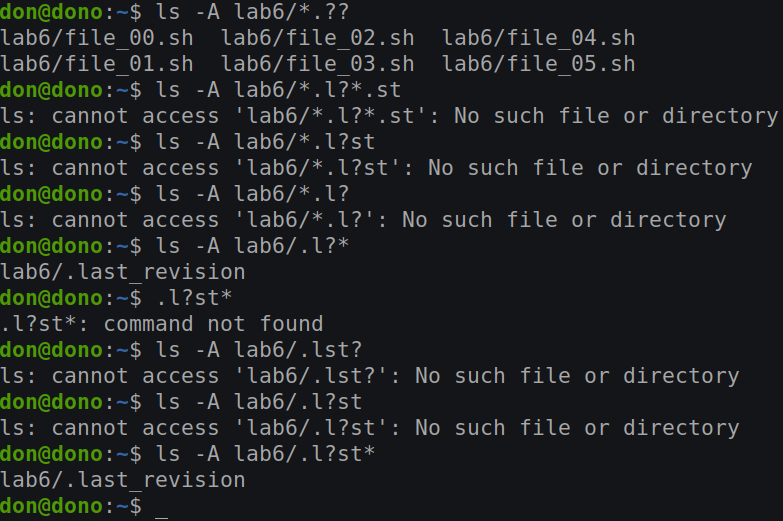 don@dono:~$ ls -A lab6/*.??
lab6/file_00.sh  lab6/file_02.sh  lab6/file_04.sh
lab6/file_01.sh  lab6/file_03.sh  lab6/file_05.sh
don@dono:~$ ls -A lab6/*.l?*.st
ls: cannot access 'lab6/*.l?*.st': No such file or directory
don@dono:~$ ls -A lab6/*.l?st
ls: cannot access 'lab6/*.l?st': No such file or directory
don@dono:~$ ls -A lab6/*.l?
ls: cannot access 'lab6/*.l?': No such file or directory
don@dono:~$ ls -A lab6/.l?*
lab6/.last_revision
don@dono:~$ .l?st*
.l?st*: command not found
don@dono:~$ ls -A lab6/.lst?
ls: cannot access 'lab6/.lst?': No such file or directory
don@dono:~$ ls -A lab6/.l?st
ls: cannot access 'lab6/.l?st': No such file or directory
don@dono:~$ ls -A lab6/.l?st*
lab6/.last_revision
don@dono:~$ _